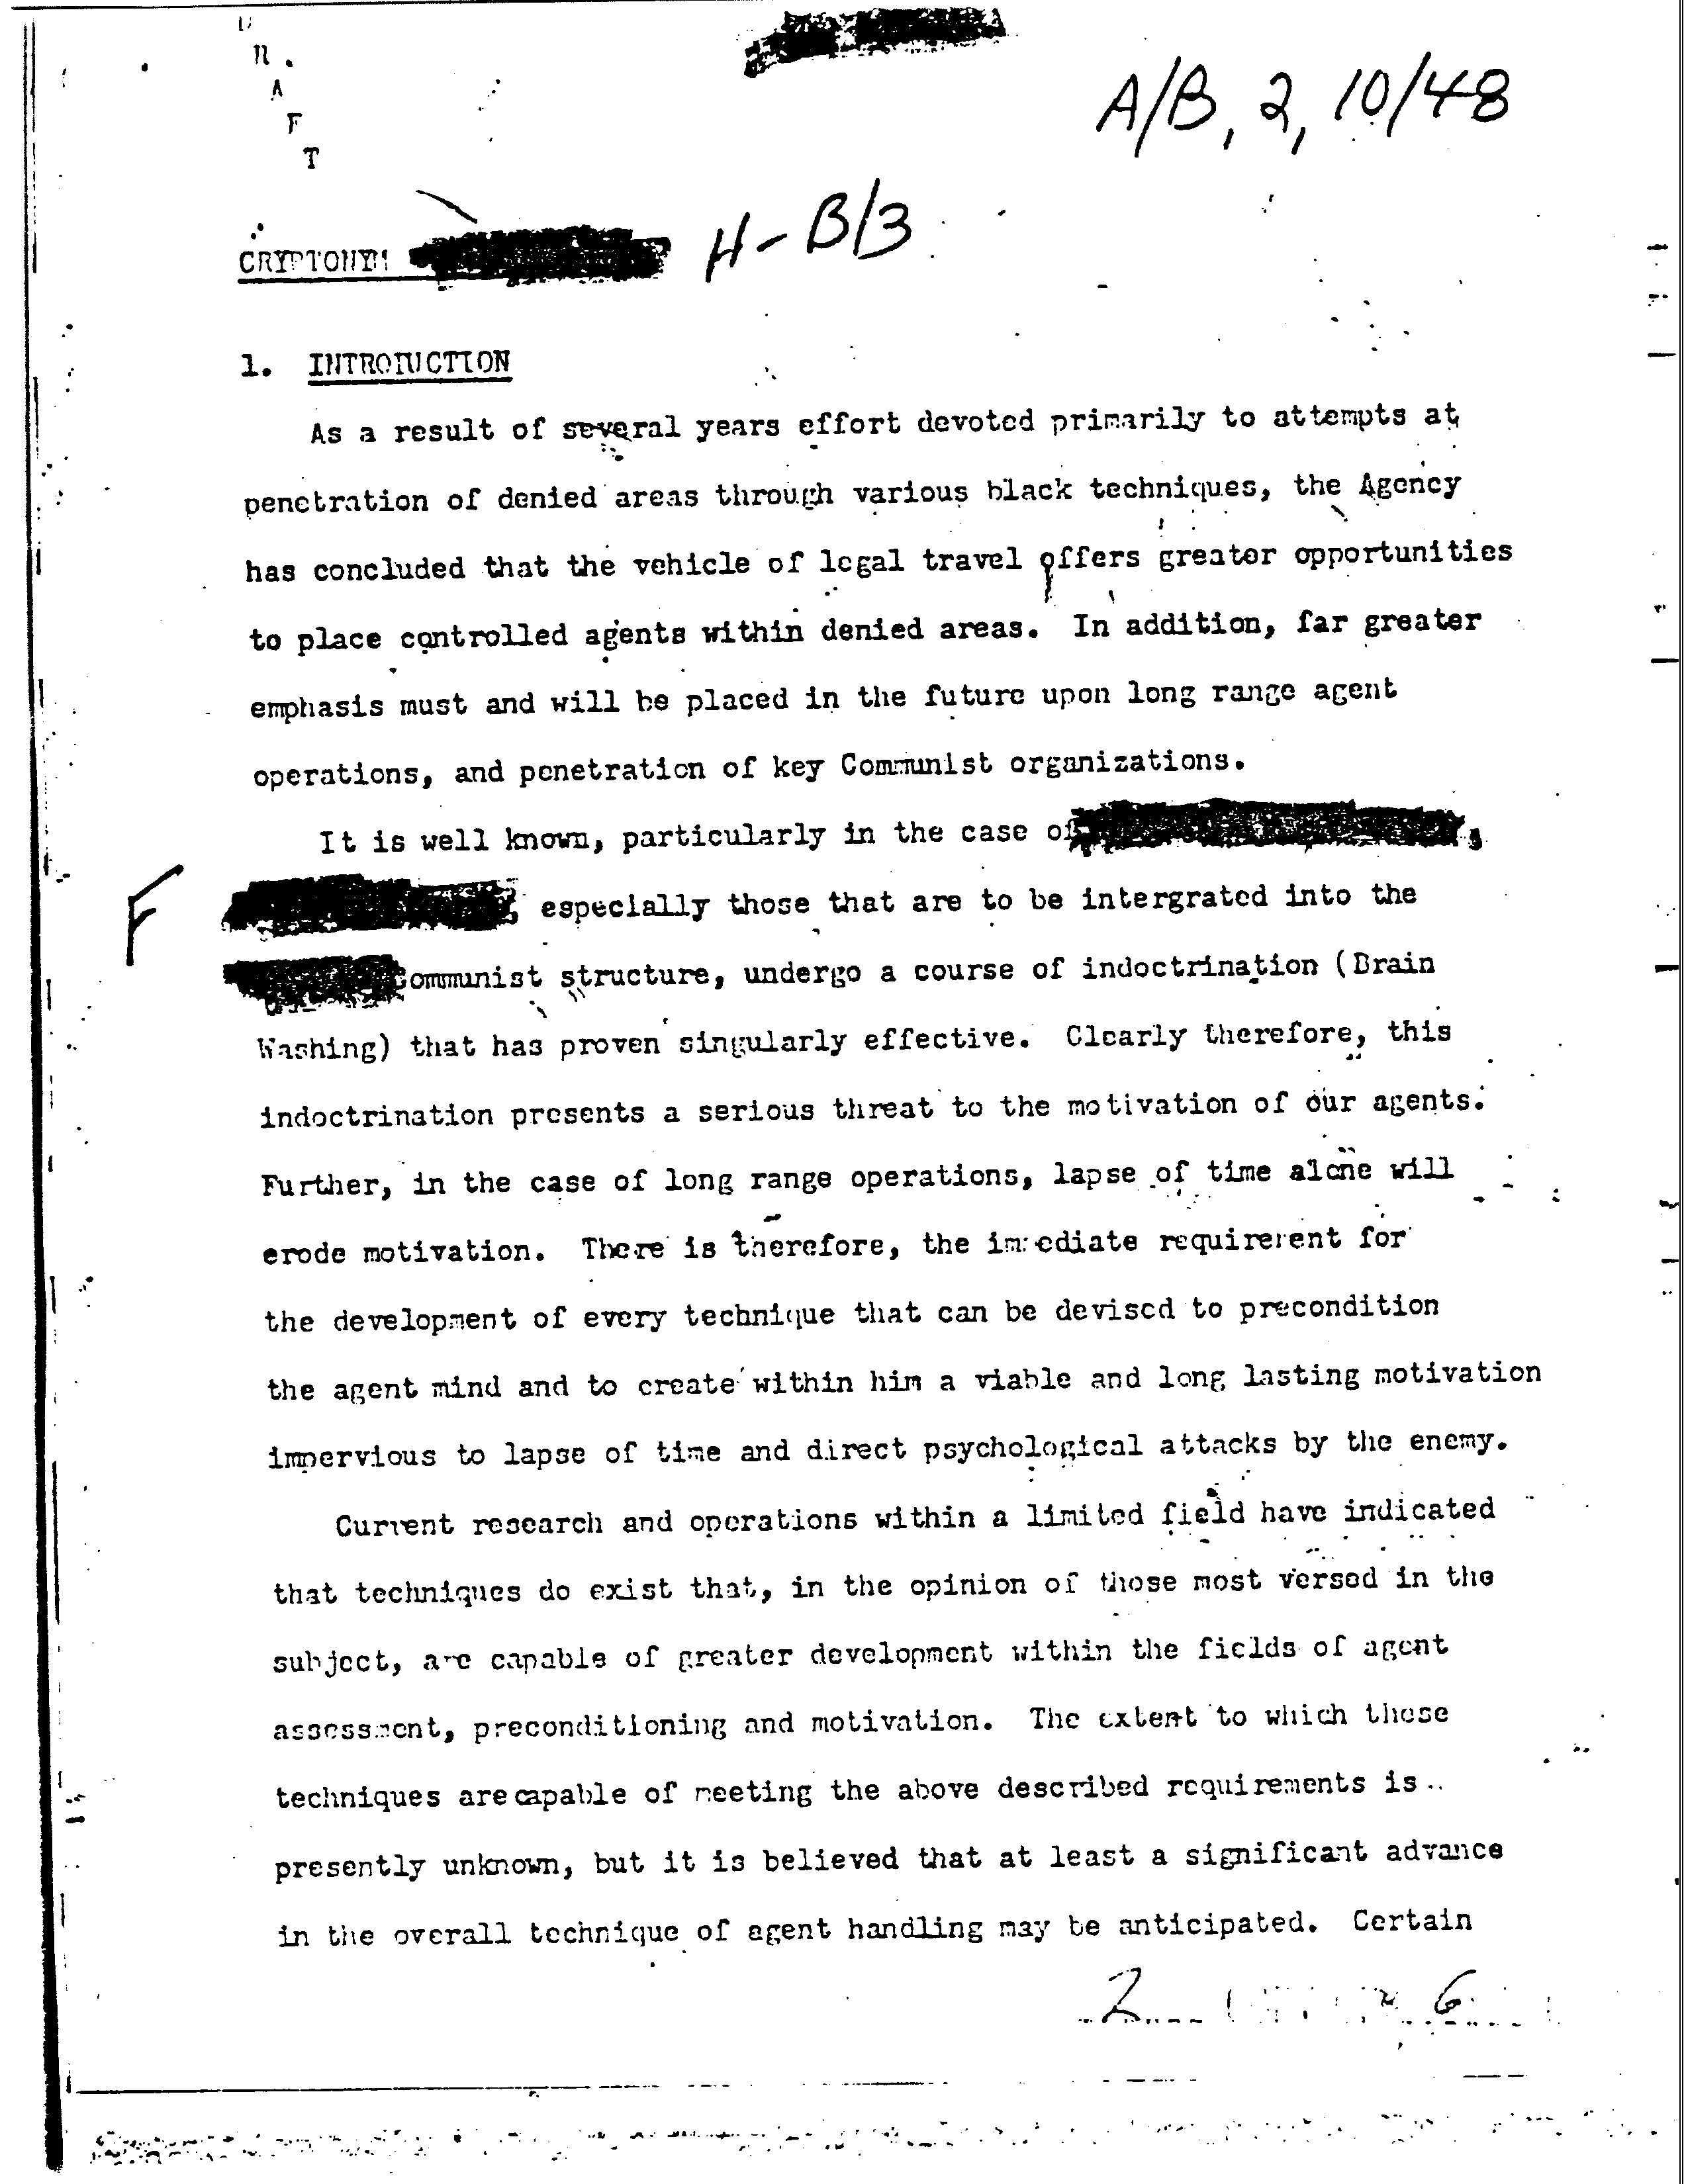 D
R
A
F
T
A/B, 2, 10/48
CRYPTONYM
H-B/3
1. INTRODUCTION
As a result of several years effort devoted primarily to attempts at
penetration of denied areas through various black techniques, the Agency
has concluded that the vehicle of legal travel offers greater opportunities
to place controlled agents within denied areas. In addition, far greater
emphasis must and will be placed in the future upon long range agent
operations, and penetration of key Communist organizations.
It is well known, particularly in the case of ,
F
, especially those that are to be intergrated into the
Communist structure, undergo a course of indoctrination (Brain
Washing) that has proven singularly effective. Clearly therefore, this
indoctrination presents a serious threat to the motivation of our agents.
Further, in the case of long range operations, lapse of time alone will
erode motivation. There is therefore, the immediate requirement for
the development of every technique that can be devised to precondition
the agent mind and to create within him a viable and long lasting motivation
impervious to lapse of time and direct psychological attacks by the enemy.
Current research and operations within a limited field have indicated
that techniques do exist that, in the opinion of those most versed in the
subject, are capable of greater development within the fields of agent
assessment, preconditioning and motivation. The extent to which these
techniques are capable of meeting the above described requirements is
presently unknown, but it is believed that at least a significant advance
in the overall technique of agent handling may be anticipated. Certain
2 6